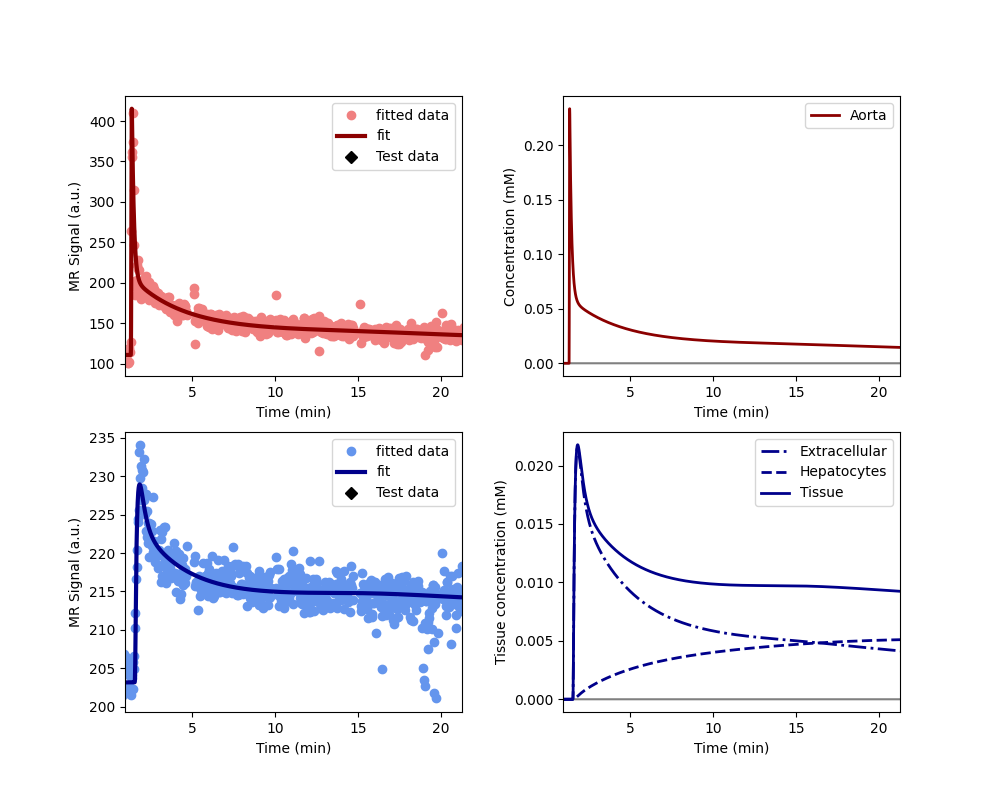 400
350
300
250
200
150
100
MR Signal (a.u.)
fitted data
fit
Test data
5
10
15
20
Time (min)
0.20
0.15
0.10
0.05
0.00
Concentration (mM)
Aorta
5
10
15
20
Time (min)
235
230
225
220
215
210
205
200
MR Signal (a.u.)
fitted data
fit
Test data
5
10
15
20
Time (min)
0.020
0.015
0.010
0.005
0.000
Tissue concentration (mM)
Extracellular
Hepatocytes
Tissue
5
10
15
20
Time (min)